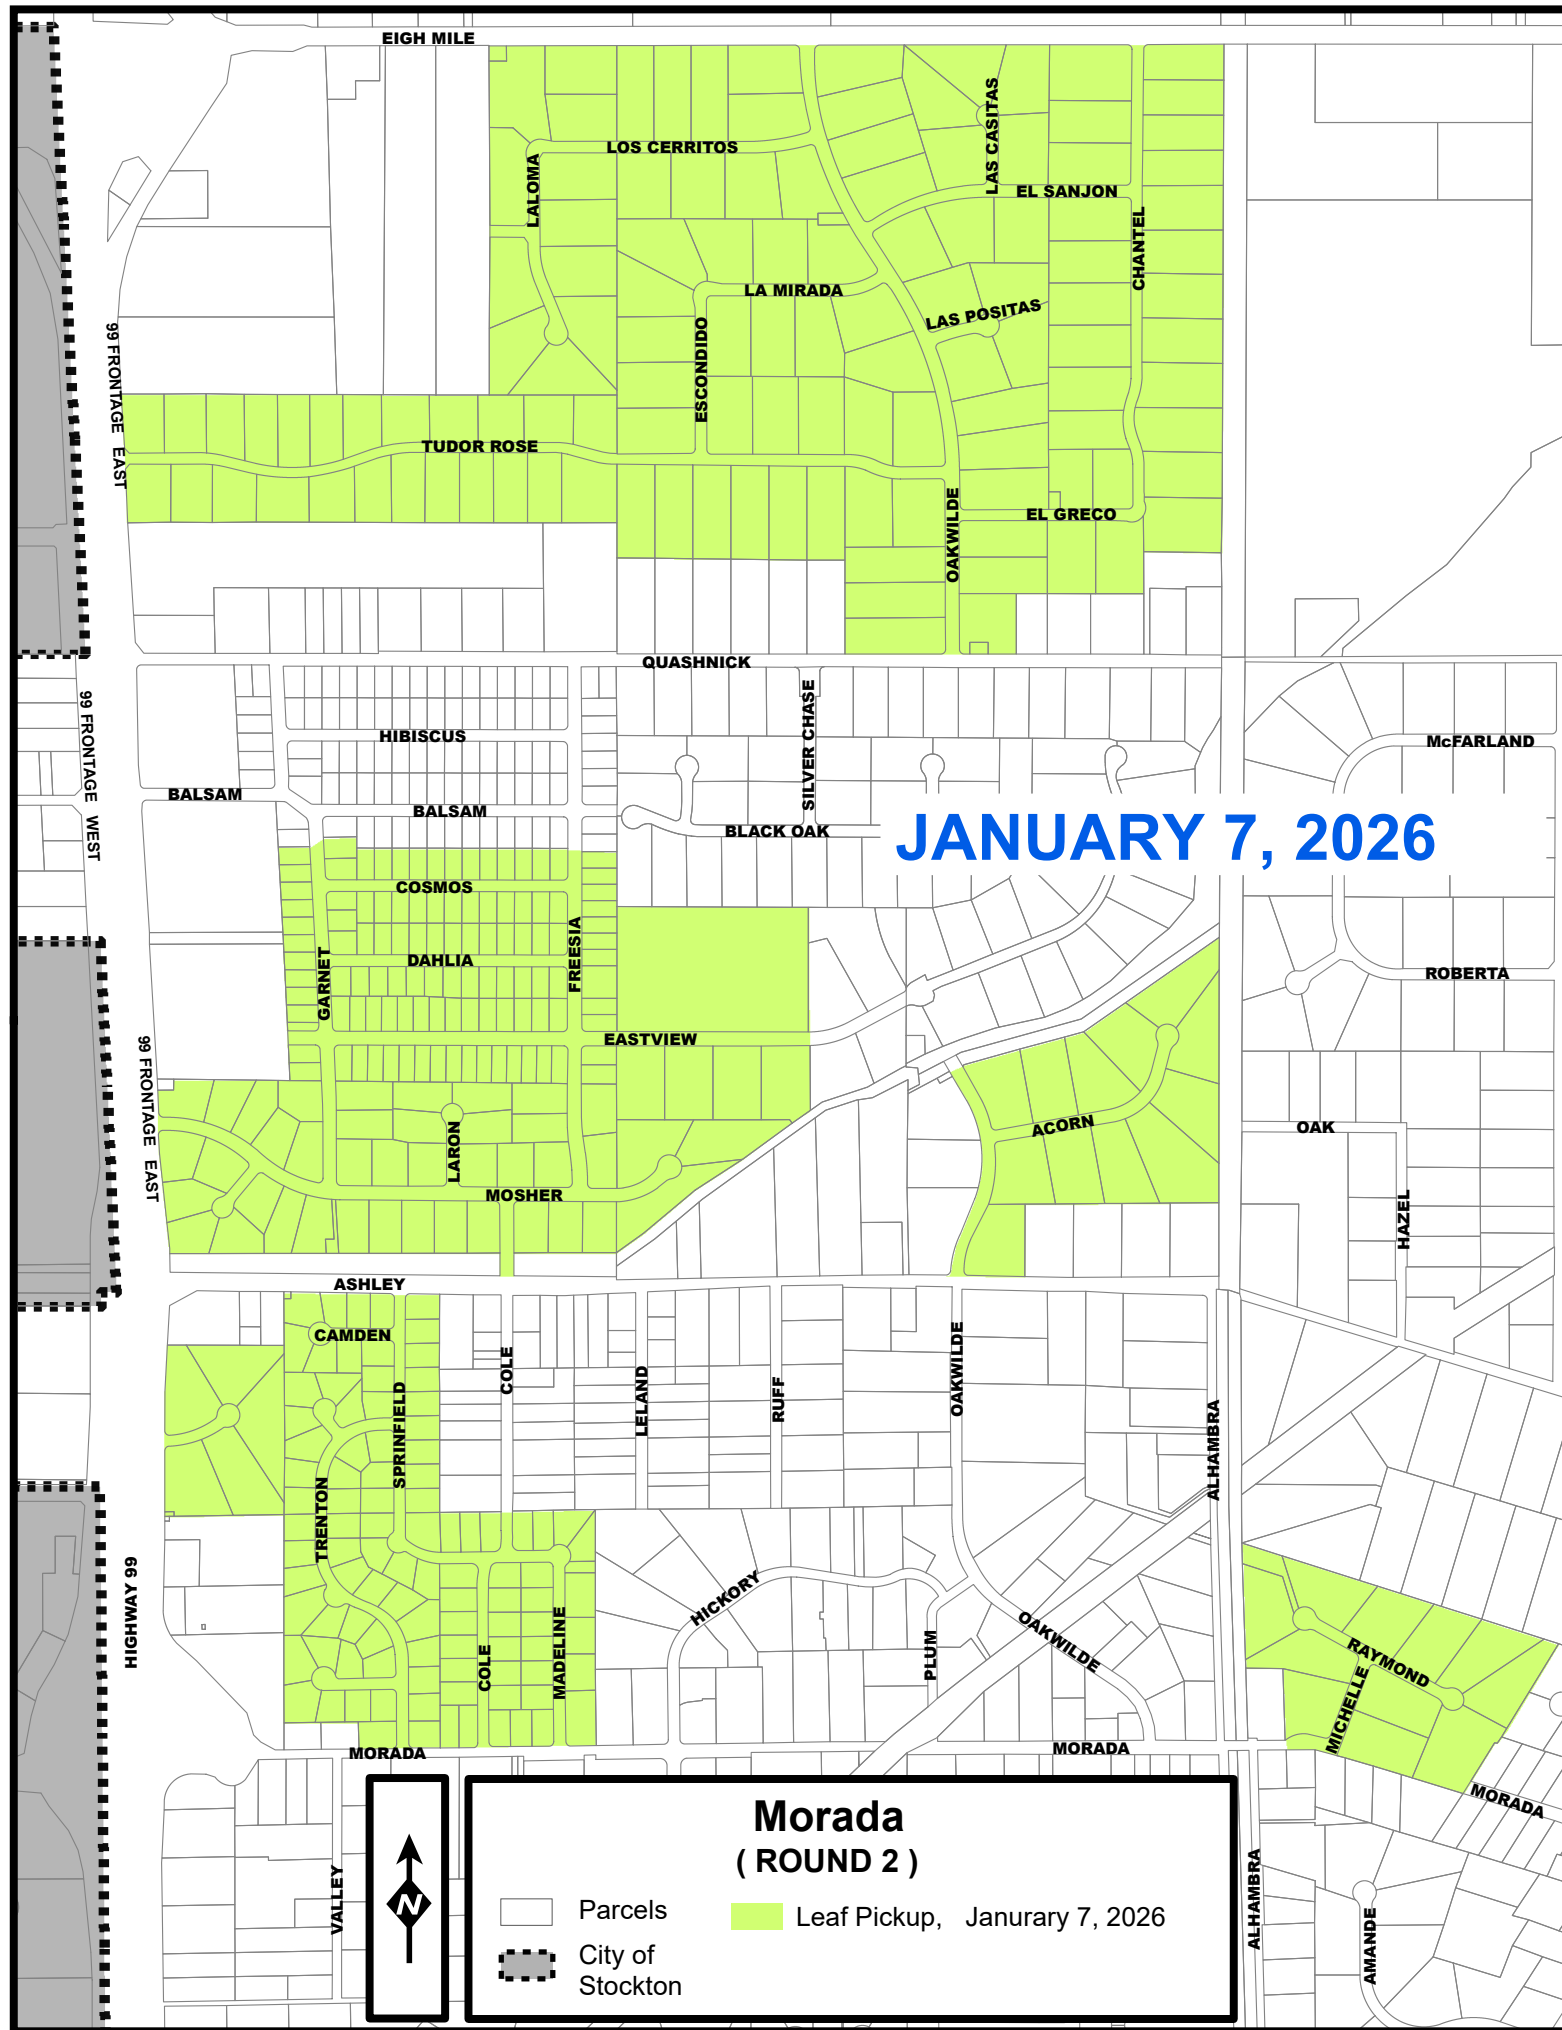 EIGH MILE
LAS CASITAS
LOS CERRITOS
LALOMA
EL SANJON
CHANTEL
LA MIRADA
LAS POSITAS
99 FRONTAGE EAST
ESCONDIDO
TUDOR ROSE
OAKWILDE
EL GRECO
QUASHNICK
99 FRONTAGE WEST
SILVER CHASE
HIBISCUS
McFARLAND
BALSAM
BALSAM
BLACK OAK
JANUARY 7, 2026
COSMOS
FREESIA
GARNET
DAHLIA
ROBERTA
EASTVIEW
99 FRONTAGE EAST
LARON
ACORN
OAK
MOSHER
HAZEL
ASHLEY
CAMDEN
COLE
OAKWILDE
SPRINFIELD
LELAND
RUFF
ALHAMBRA
TRENTON
HIGHWAY 99
HICKORY
MADELINE
COLE
PLUM
OAKWILDE
RAYMOND
MICHELLE
MORADA
MORADA
MORADA
VALLEY
ALHAMBRA
AMANDE
N
Morada
( ROUND 2 )
Parcels
Leaf Pickup, Janurary 7, 2026
City of
Stockton